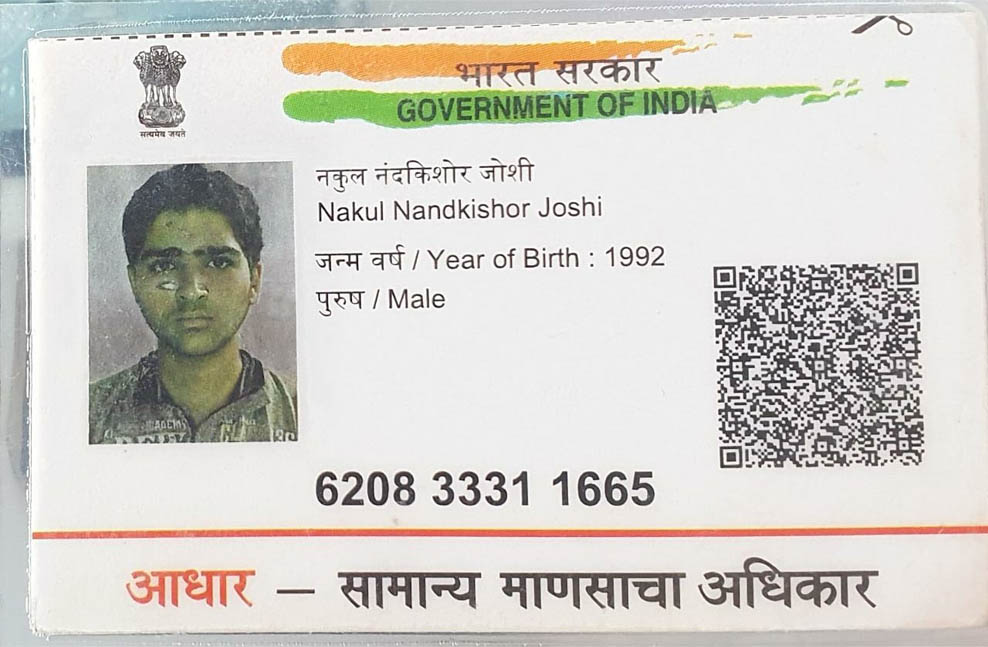 भारत सरकार
GOVERNMENT OF INDIA
सत्यमेव जयते
नकुल नंदकिशोर जोशी
Nakul Nandkishor Joshi
जन्म वर्ष / Year of Birth : 1992
पुरुष / Male
6208 3331 1665
आधार — सामान्य माणसाचा अधिकार